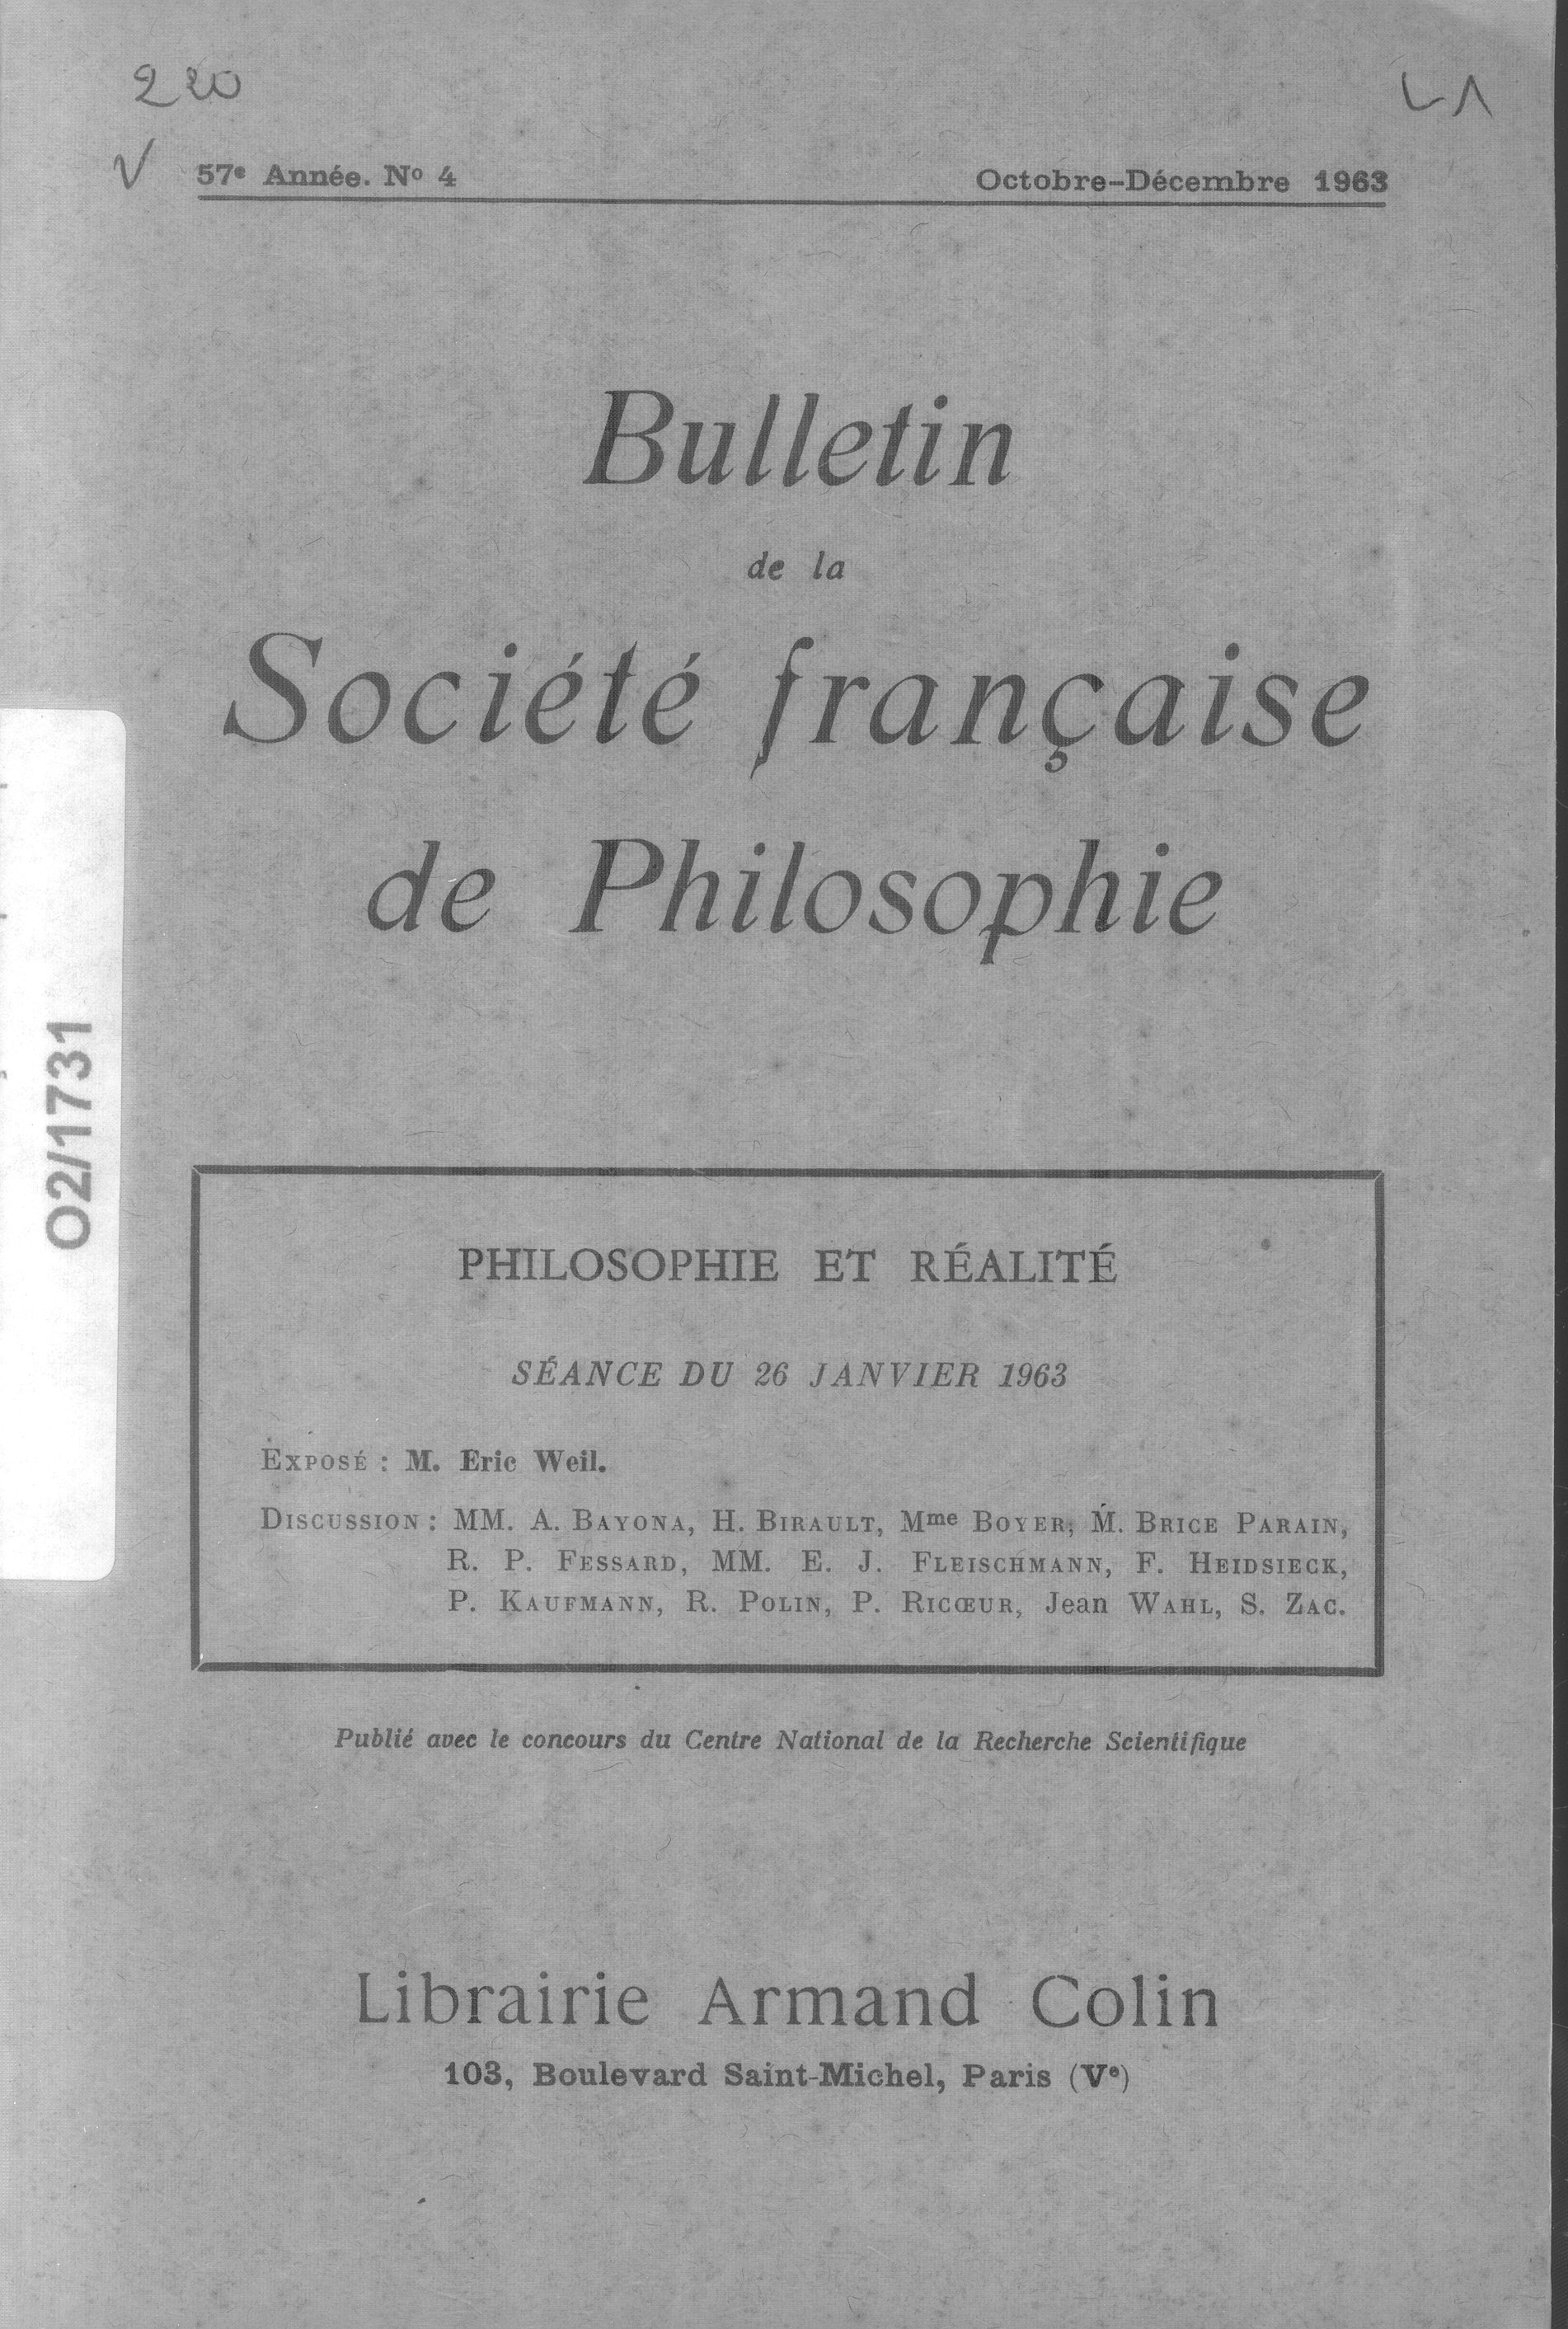 220
57e Année. No 4 Octobre-Décembre 1963
Bulletin
de la
Société française
de Philosophie
O2/1731
PHILOSOPHIE ET RÉALITÉ
SÉANCE DU 26 JANVIER 1963
EXPOSÉ : M. Eric Weil.
DISCUSSION : MM. A. BAYONA, H. BIRAULT, Mme BOYER, M. BRICE PARAIN,
R. P. FESSARD, MM. E. J. FLEISCHMANN, F. HEIDSIECK,
P. KAUFMANN, R. POLIN, P. RICŒUR, Jean WAHL, S. ZAC.
Publié avec le concours du Centre National de la Recherche Scientifique
Librairie Armand Colin
103, Boulevard Saint-Michel, Paris (Ve)